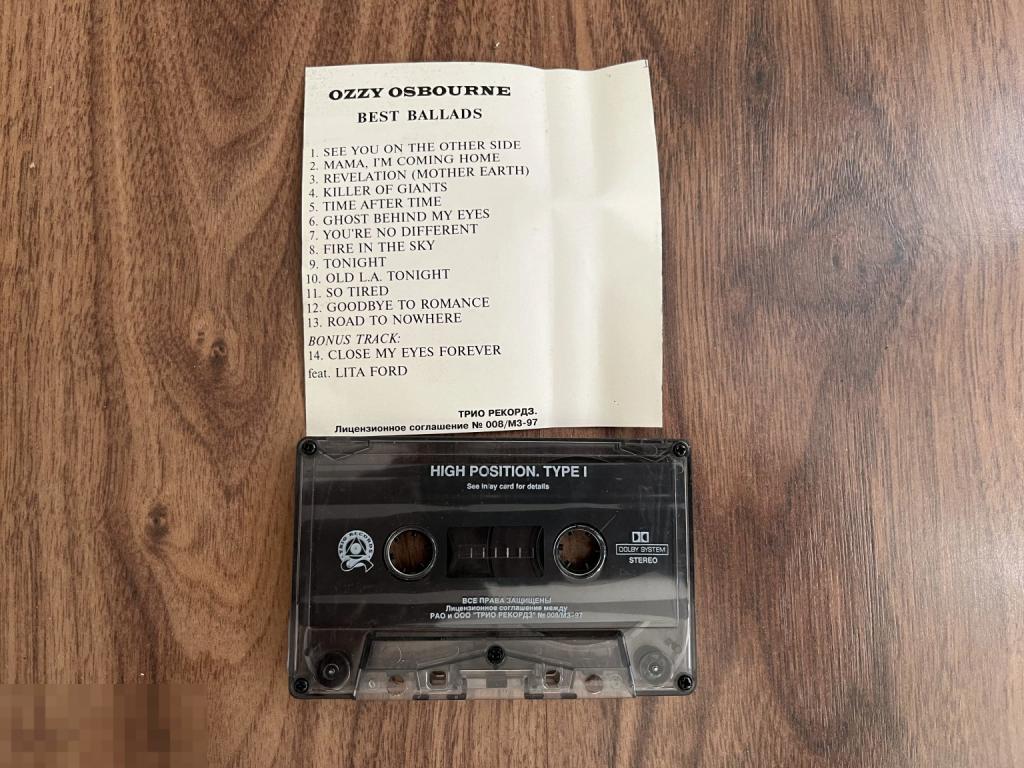 OZZY OSBOURNE
BEST BALLADS
1. SEE YOU ON THE OTHER SIDE
2. MAMA, I'M COMING HOME
3. REVELATION (MOTHER EARTH)
4. KILLER OF GIANTS
5. TIME AFTER TIME
6. GHOST BEHIND MY EYES
7. YOU'RE NO DIFFERENT
8. FIRE IN THE SKY
9. TONIGHT
10. OLD L.A. TONIGHT
11. SO TIRED
12. GOODBYE TO ROMANCE
13. ROAD TO NOWHERE
BONUS TRACK:
14. CLOSE MY EYES FOREVER
feat. LITA FORD
ТРИО РЕКОРДЗ.
Лицензионное соглашение № 008/МЗ-97
HIGH POSITION. TYPE I
See inlay card for details
DOLBY SYSTEM
STEREO
ВСЕ ПРАВА ЗАЩИЩЕНЫ
Лицензионное соглашение между
РАО и ООО "ТРИО РЕКОРДЗ" № 008/МЗ-97